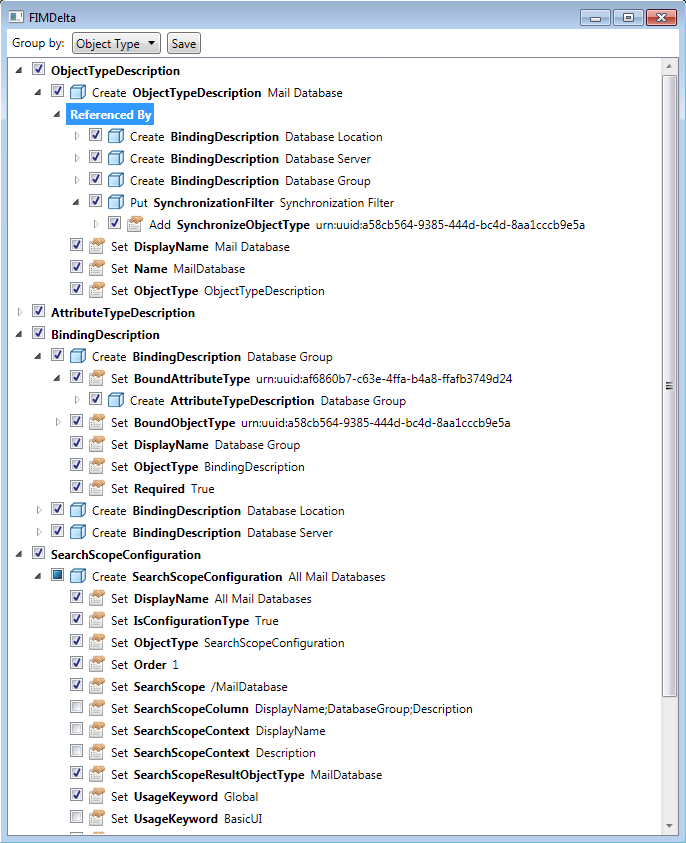 FIMDelta
Group by: Object Type Save
ObjectTypeDescription
Create ObjectTypeDescription Mail Database
Referenced By
Create BindingDescription Database Location
Create BindingDescription Database Server
Create BindingDescription Database Group
Put SynchronizationFilter Synchronization Filter
Add SynchronizeObjectType urn:uuid:a58cb564-9385-444d-bc4d-8aa1cccb9e5a
Set DisplayName Mail Database
Set Name MailDatabase
Set ObjectType ObjectTypeDescription
AttributeTypeDescription
BindingDescription
Create BindingDescription Database Group
Set BoundAttributeType urn:uuid:af6860b7-c63e-4ffa-b4a8-ffafb3749d24
Create AttributeTypeDescription Database Group
Set BoundObjectType urn:uuid:a58cb564-9385-444d-bc4d-8aa1cccb9e5a
Set DisplayName Database Group
Set ObjectType BindingDescription
Set Required True
Create BindingDescription Database Location
Create BindingDescription Database Server
SearchScopeConfiguration
Create SearchScopeConfiguration All Mail Databases
Set DisplayName All Mail Databases
Set IsConfigurationType True
Set ObjectType SearchScopeConfiguration
Set Order 1
Set SearchScope /MailDatabase
Set SearchScopeColumn DisplayName;DatabaseGroup;Description
Set SearchScopeContext DisplayName
Set SearchScopeContext Description
Set SearchScopeResultObjectType MailDatabase
Set UsageKeyword Global
Set UsageKeyword BasicUI